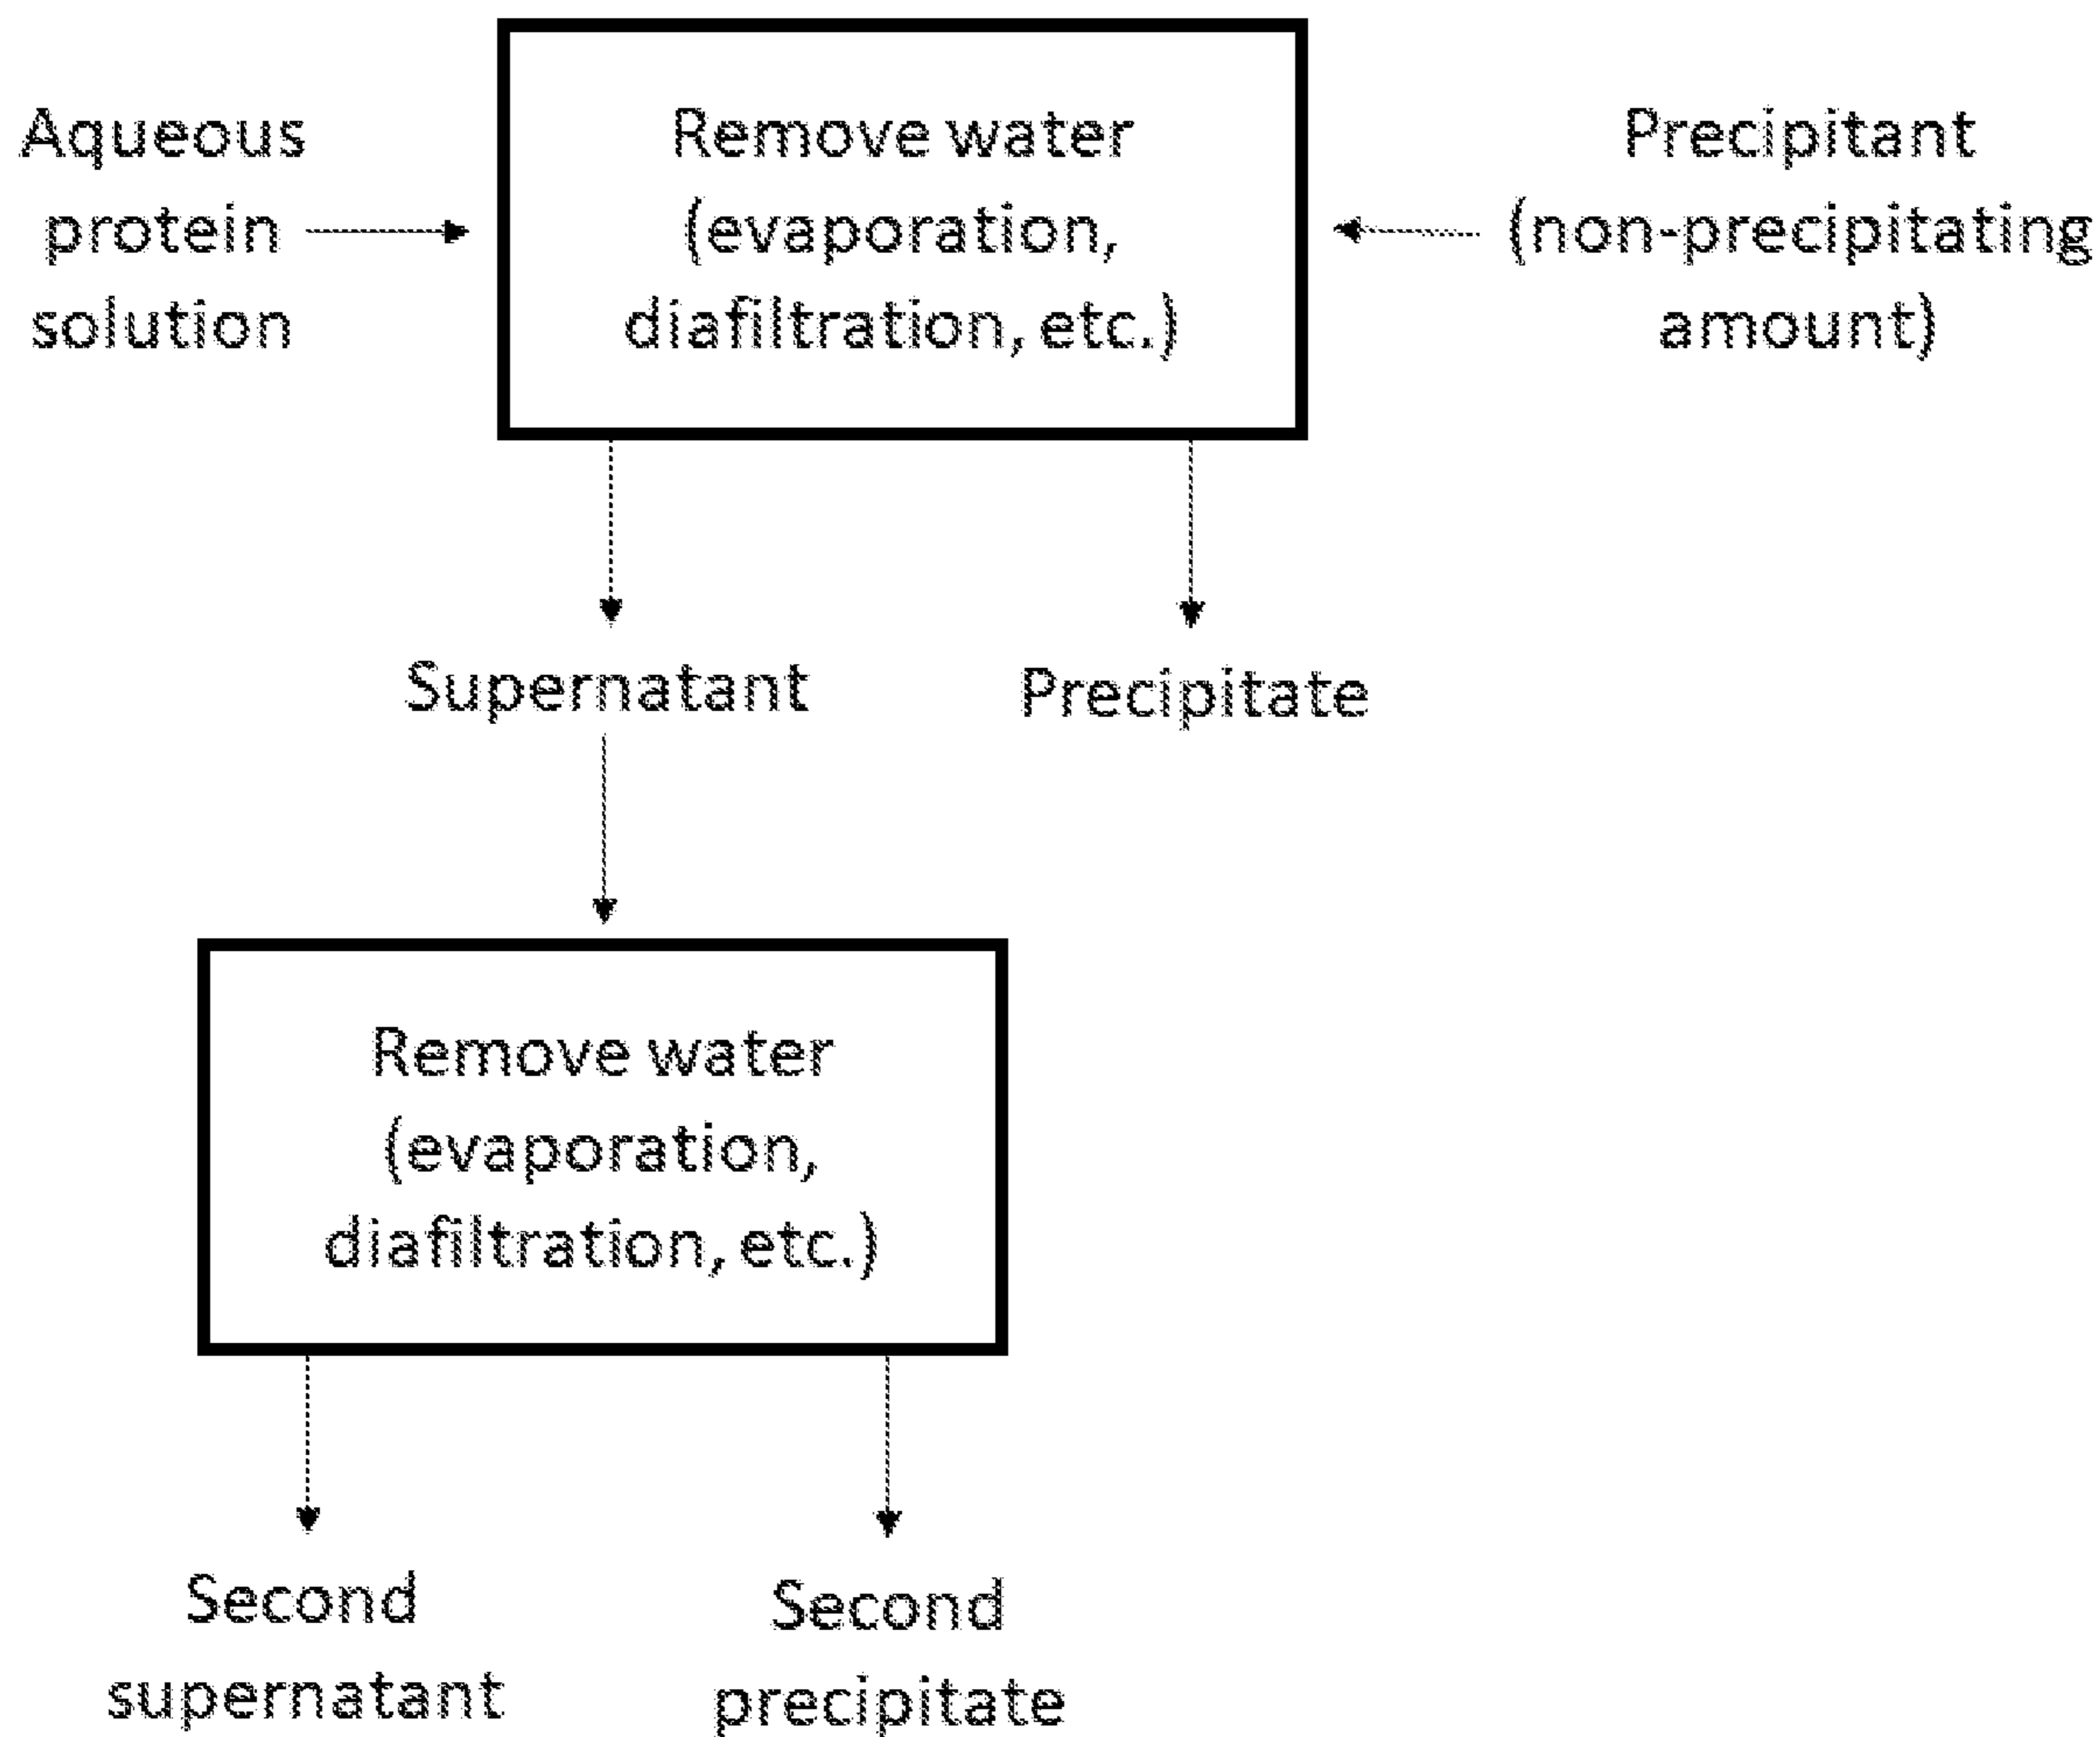 Aqueous
protein
solution
Remove water
(evaporation,
diafiltration, etc.)
Precipitant
(non-precipitating
amount)
Supernatant
Precipitate
Remove water
(evaporation,
diafiltration, etc.)
Second
supernatant
Second
precipitate